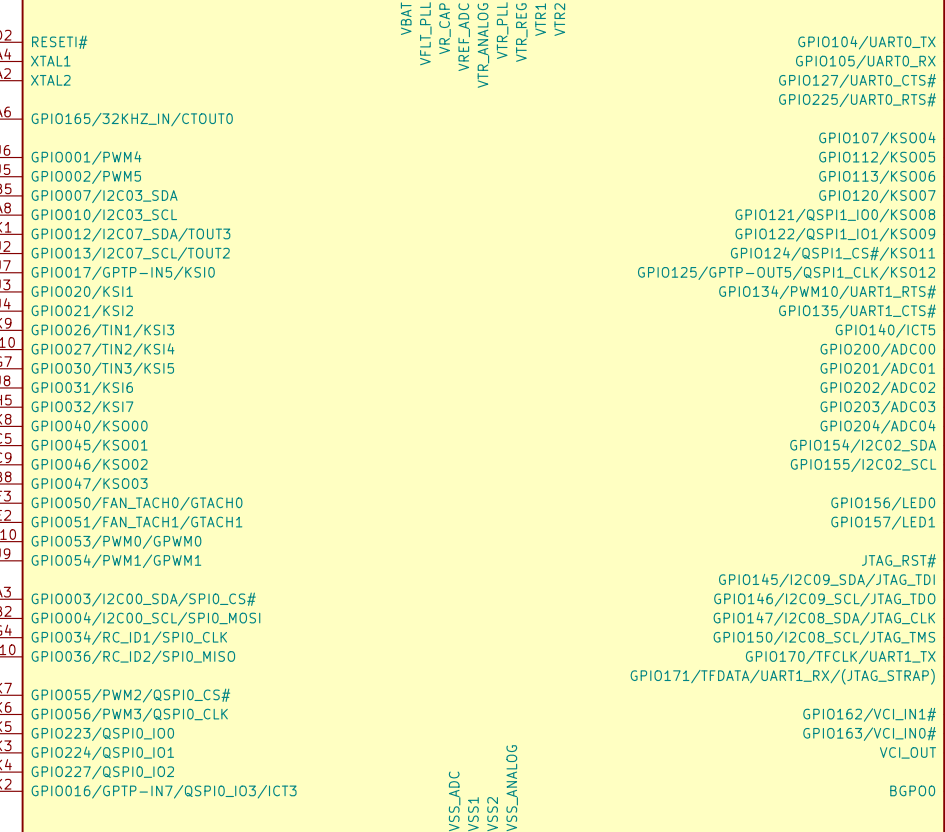 VBAT
VFLT_PLL
VR_CAP
VREF_ADC
VTR_ANALOG
VTR_PLL
VTR_REG
VTR1
VTR2
RESETI#
XTAL1
XTAL2
GPIO165/32KHZ_IN/CTOUT0
GPIO001/PWM4
GPIO002/PWM5
GPIO007/I2C03_SDA
GPIO010/I2C03_SCL
GPIO012/I2C07_SDA/TOUT3
GPIO013/I2C07_SCL/TOUT2
GPIO017/GPTP-IN5/KSI0
GPIO020/KSI1
GPIO021/KSI2
GPIO026/TIN1/KSI3
GPIO027/TIN2/KSI4
GPIO030/TIN3/KSI5
GPIO031/KSI6
GPIO032/KSI7
GPIO040/KSO00
GPIO045/KSO01
GPIO046/KSO02
GPIO047/KSO03
GPIO050/FAN_TACH0/GTACH0
GPIO051/FAN_TACH1/GTACH1
GPIO053/PWM0/GPWM0
GPIO054/PWM1/GPWM1
GPIO003/I2C00_SDA/SPI0_CS#
GPIO004/I2C00_SCL/SPI0_MOSI
GPIO034/RC_ID1/SPI0_CLK
GPIO036/RC_ID2/SPI0_MISO
GPIO055/PWM2/QSPI0_CS#
GPIO056/PWM3/QSPI0_CLK
GPIO223/QSPI0_IO0
GPIO224/QSPI0_IO1
GPIO227/QSPI0_IO2
GPIO016/GPTP-IN7/QSPI0_IO3/ICT3
GPIO104/UART0_TX
GPIO105/UART0_RX
GPIO127/UART0_CTS#
GPIO225/UART0_RTS#
GPIO107/KSO04
GPIO112/KSO05
GPIO113/KSO06
GPIO120/KSO07
GPIO121/QSPI1_IO0/KSO08
GPIO122/QSPI1_IO1/KSO09
GPIO124/QSPI1_CS#/KSO11
GPIO125/GPTP-OUT5/QSPI1_CLK/KSO12
GPIO134/PWM10/UART1_RTS#
GPIO135/UART1_CTS#
GPIO140/ICT5
GPIO200/ADC00
GPIO201/ADC01
GPIO202/ADC02
GPIO203/ADC03
GPIO204/ADC04
GPIO154/I2C02_SDA
GPIO155/I2C02_SCL
GPIO156/LED0
GPIO157/LED1
JTAG_RST#
GPIO145/I2C09_SDA/JTAG_TDI
GPIO146/I2C09_SCL/JTAG_TDO
GPIO147/I2C08_SDA/JTAG_CLK
GPIO150/I2C08_SCL/JTAG_TMS
GPIO170/TFCLK/UART1_TX
GPIO171/TFDATA/UART1_RX/(JTAG_STRAP)
GPIO162/VCI_IN1#
GPIO163/VCI_IN0#
VCI_OUT
BGPO0
VSS_ADC
VSS1
VSS2
VSS_ANALOG